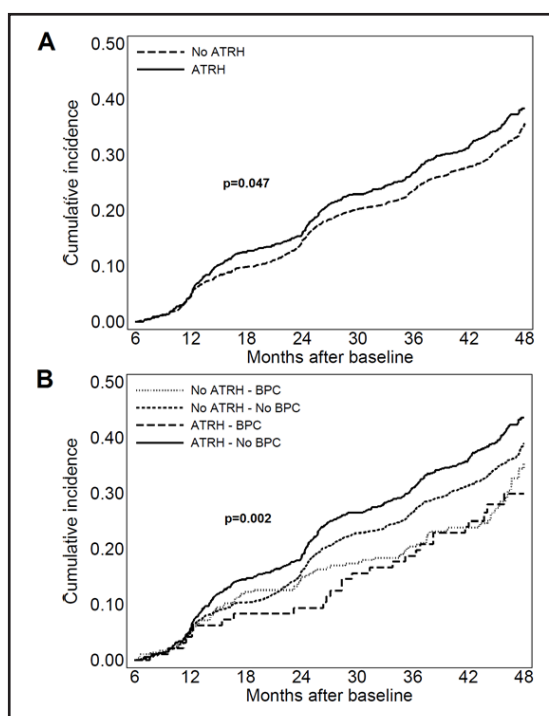 A
0.50
0.40
0.30
0.20
0.10
0.00
Cumulative incidence
No ATRH
ATRH
p=0.047
6 12 18 24 30 36 42 48
Months after baseline
B
0.50
0.40
0.30
0.20
0.10
0.00
Cumulative incidence
No ATRH - BPC
No ATRH - No BPC
ATRH - BPC
ATRH - No BPC
p=0.002
6 12 18 24 30 36 42 48
Months after baseline